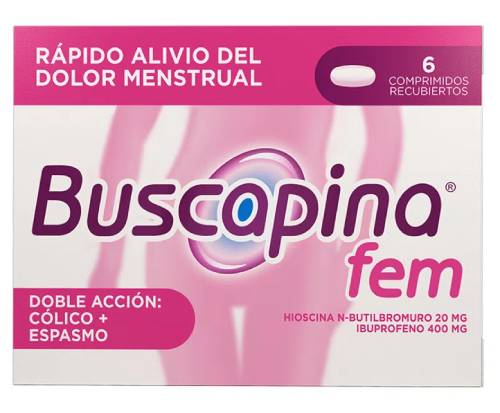 RÁPIDO ALIVIO DEL
DOLOR MENSTRUAL
6
COMPRIMIDOS
RECUBIERTOS
Buscapina®
fem
DOBLE ACCIÓN:
CÓLICO +
ESPASMO
HIOSCINA N-BUTILBROMURO 20 MG
IBUPROFENO 400 MG